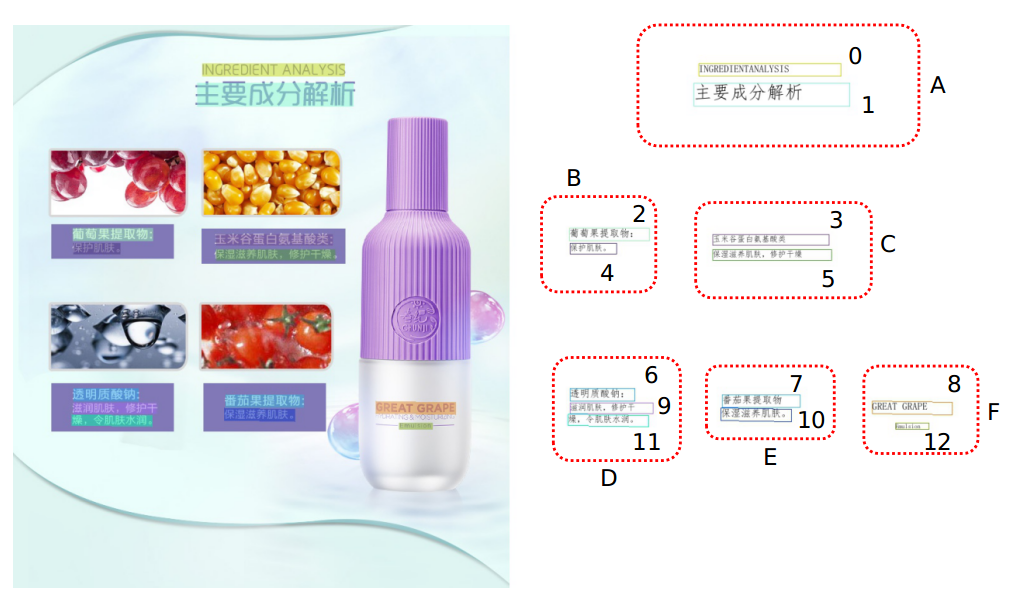 INGREDIENT ANALYSIS
主要成分解析
葡萄果提取物:
保护肌肤。
玉米谷蛋白氨基酸类:
保湿滋养肌肤，修护干燥。
透明质酸钠:
滋润肌肤，修护干
燥，令肌肤水润。
番茄果提取物:
保湿滋养肌肤。
GREAT GRAPE
Emulsion
0
INGREDIENTANALYSIS
主要成分解析
1
A
B
2
葡萄果提取物:
保护肌肤。
4
3
玉米谷蛋白氨基酸类
保湿滋养肌肤，修护干燥
5
C
6
透明质酸钠:
滋润肌肤，修护干
9
燥，令肌肤水润。
11
D
7
番茄果提取物
保湿滋养肌肤。
10
E
8
GREAT GRAPE
Emulsion
12
F